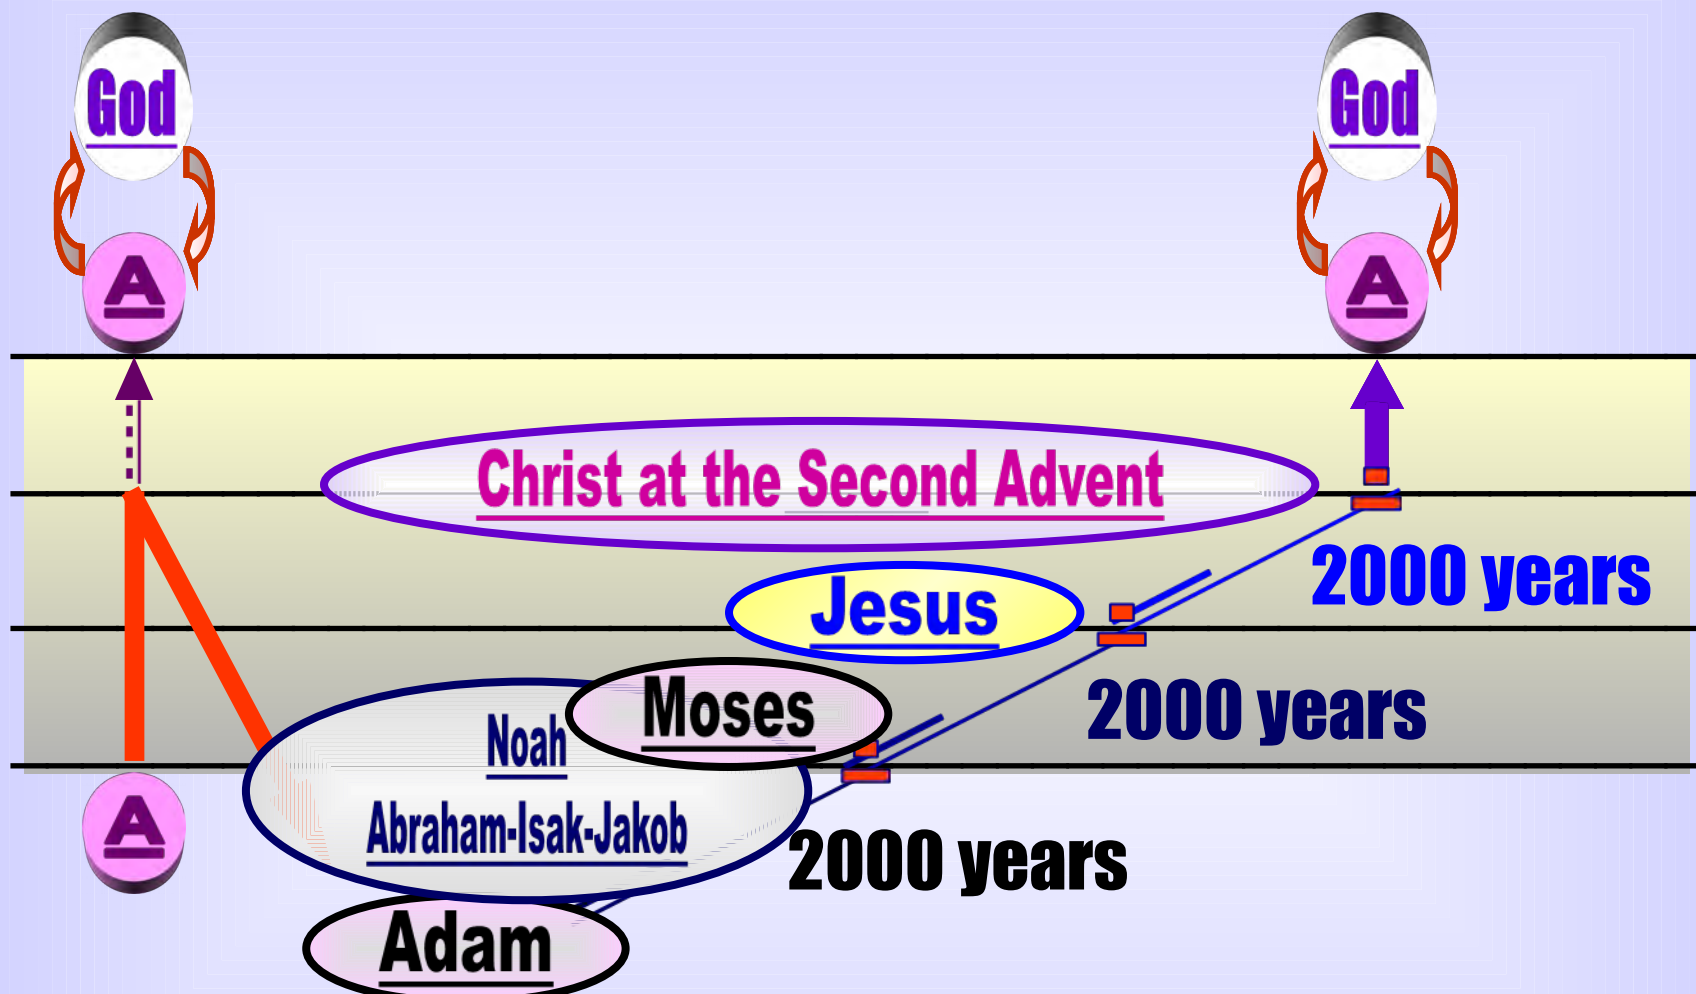 God
God
A
A
Christ at the Second Advent
2000 years
Jesus
Moses
2000 years
Noah
Abraham-Isak-Jakob
A
2000 years
Adam